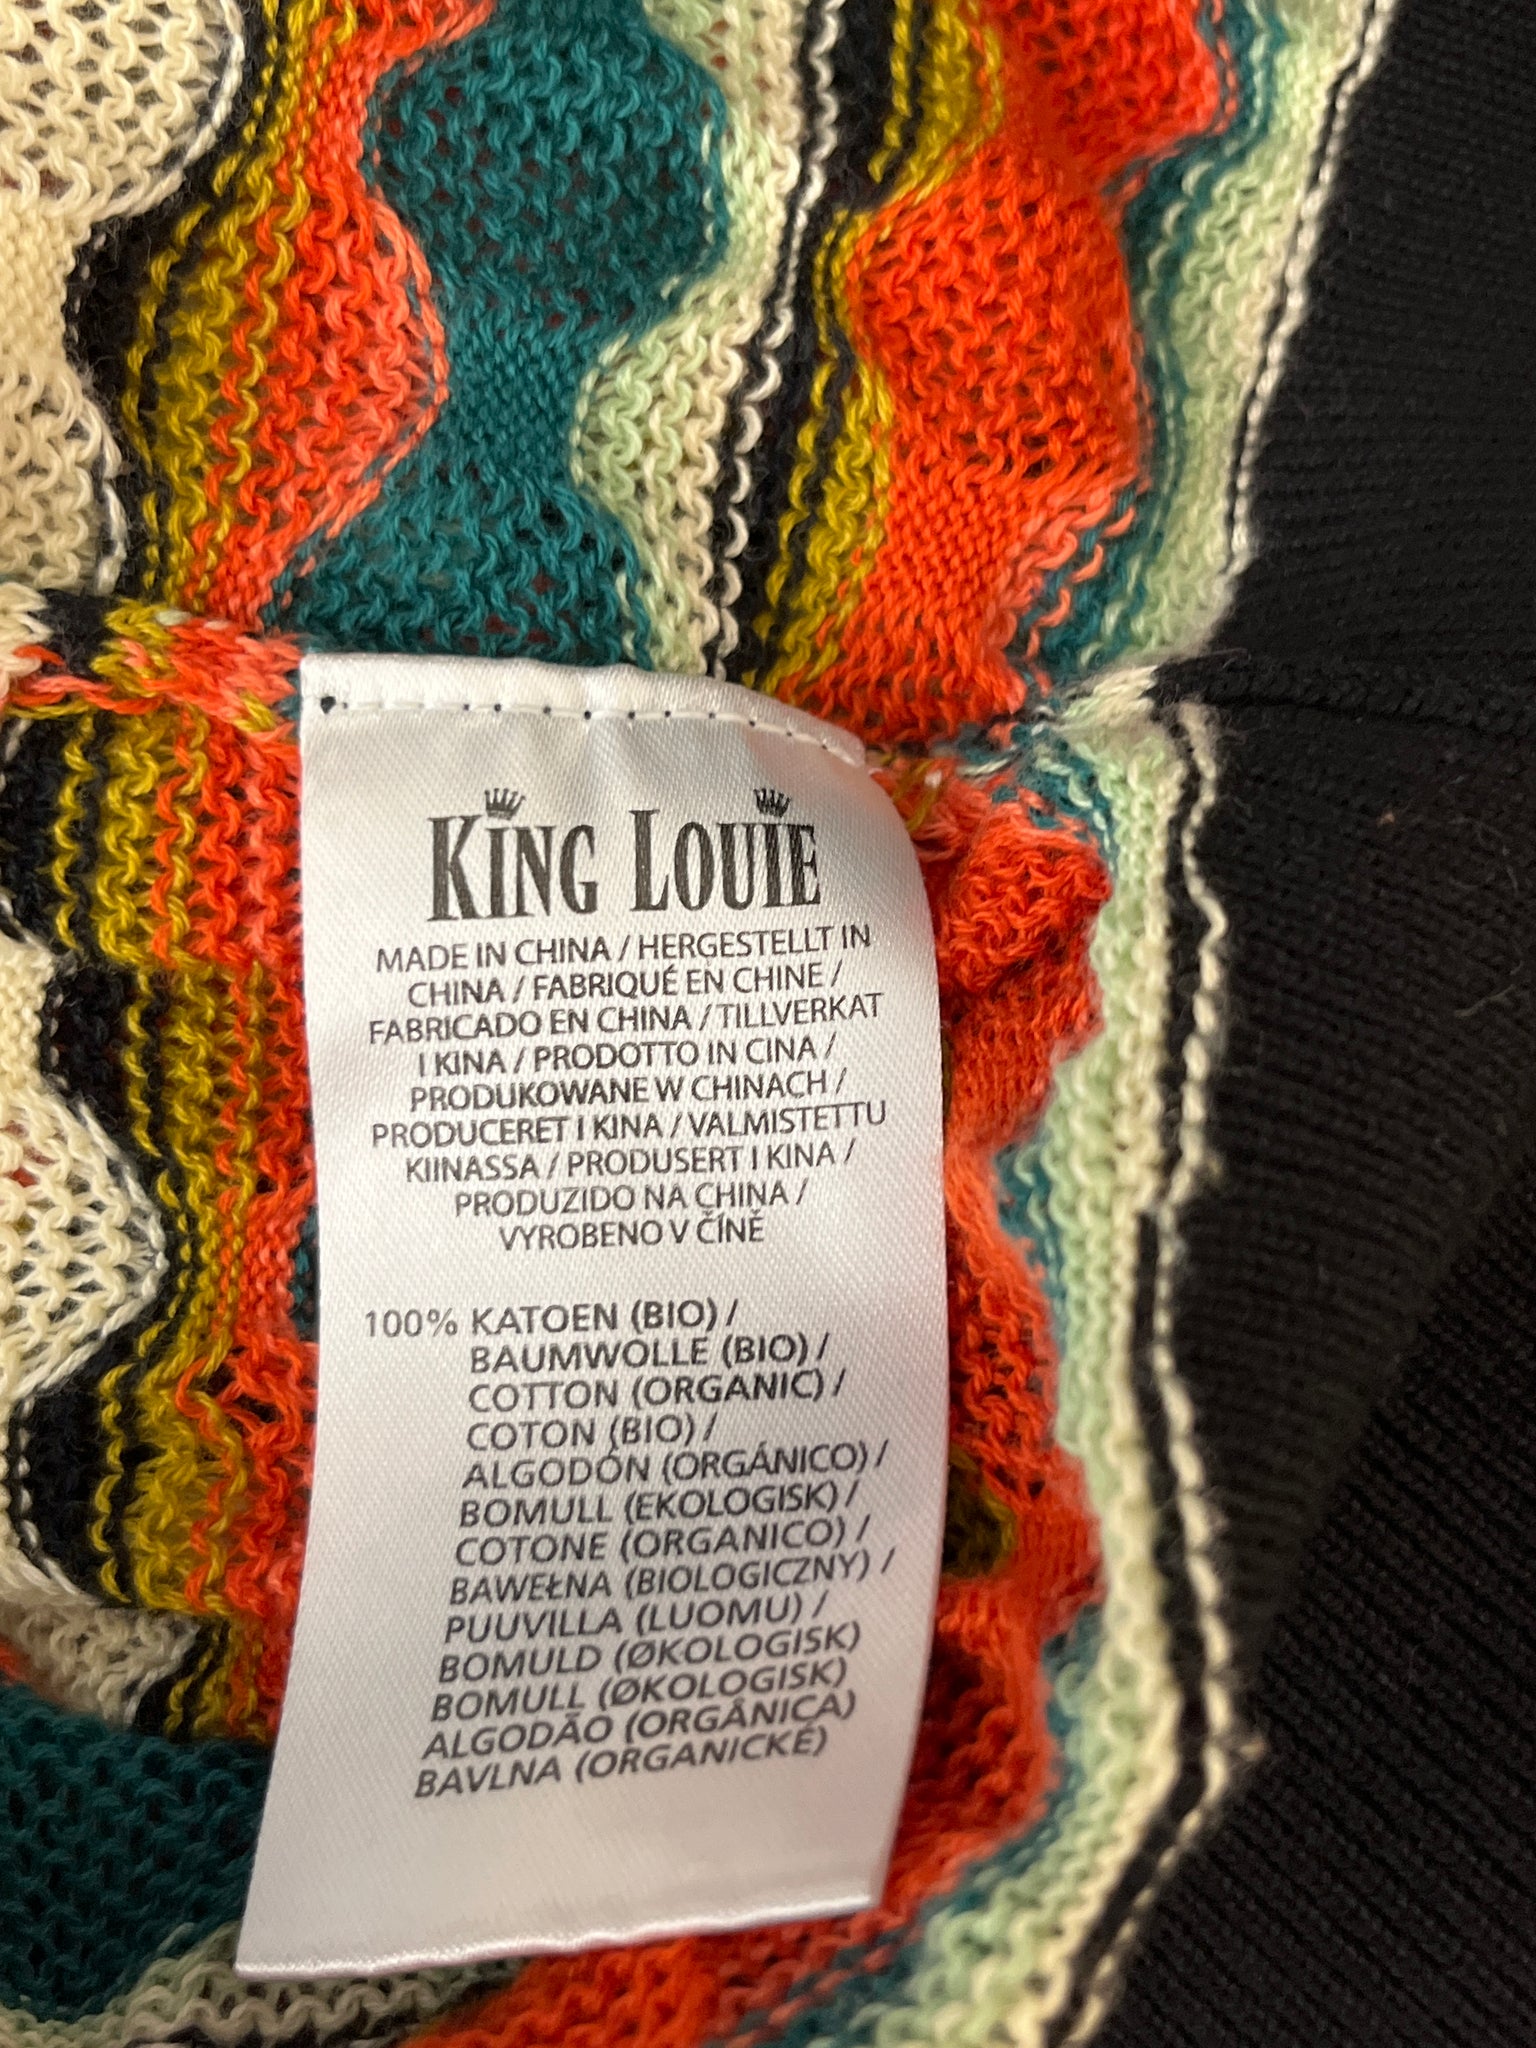 KING LOUIE
MADE IN CHINA / HERGESTELLT IN
CHINA / FABRIQUÉ EN CHINE /
FABRICADO EN CHINA / TILLVERKAT
I KINA / PRODOTTO IN CINA /
PRODUKOWANE W CHINACH /
PRODUCERET I KINA / VALMISTETTU
KIINASSA / PRODUSERT I KINA /
PRODUZIDO NA CHINA /
VYROBENO V ČÍNĚ
100% KATOEN (BIO) /
BAUMWOLLE (BIO) /
COTTON (ORGANIC) /
COTON (BIO) /
ALGODÓN (ORGÁNICO) /
BOMULL (EKOLOGISK) /
COTONE (ORGANICO) /
BAWEŁNA (BIOLOGICZNY) /
PUUVILLA (LUOMU) /
BOMULD (ØKOLOGISK)
BOMULL (ØKOLOGISK)
ALGODÃO (ORGÂNICA)
BAVLNA (ORGANICKÉ)